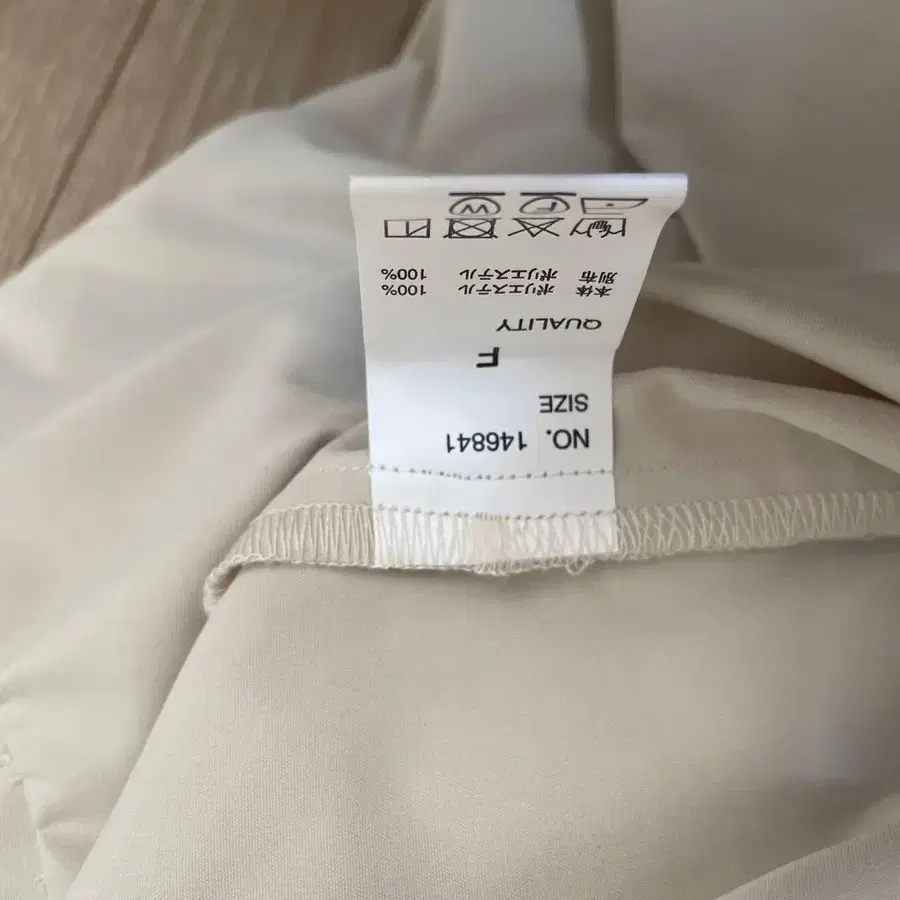 NO. 146841
SIZE
F
QUALITY
本体 ポリエステル 100%
別布 ポリエステル 100%
F W